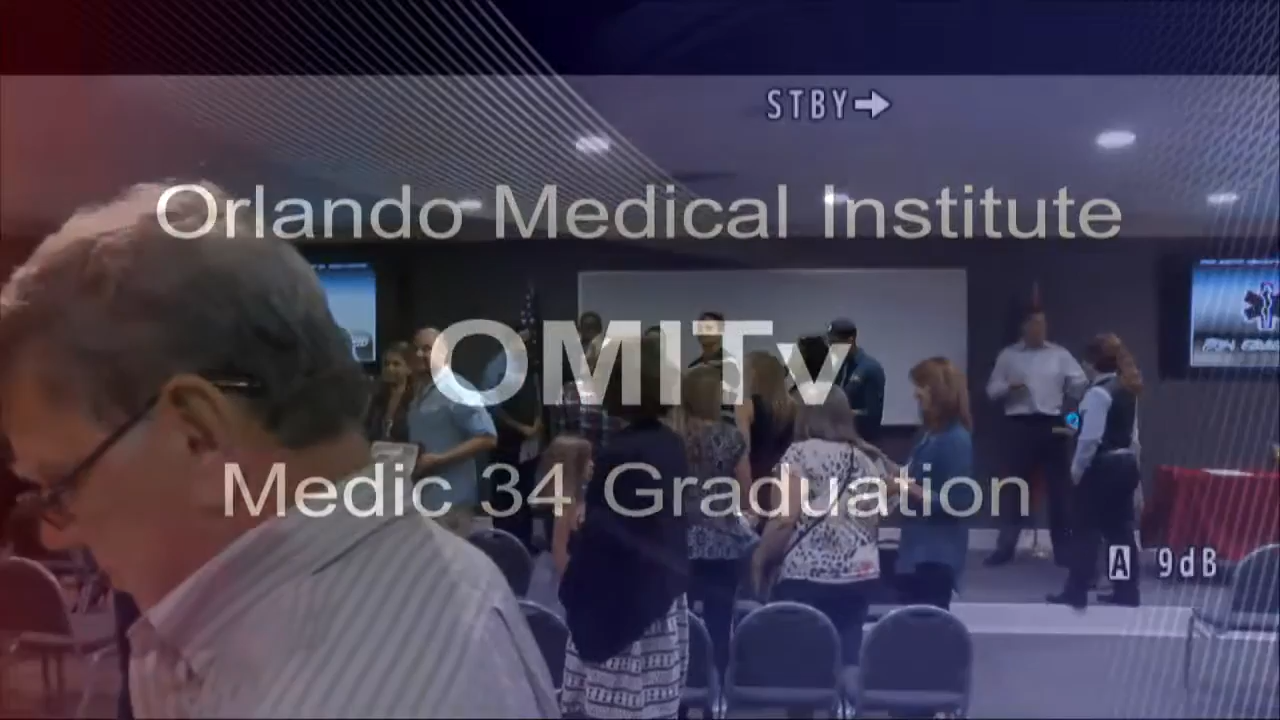 STBY
Orlando Medical Institute
OMITv
Medic 34 Graduation
A 9dB